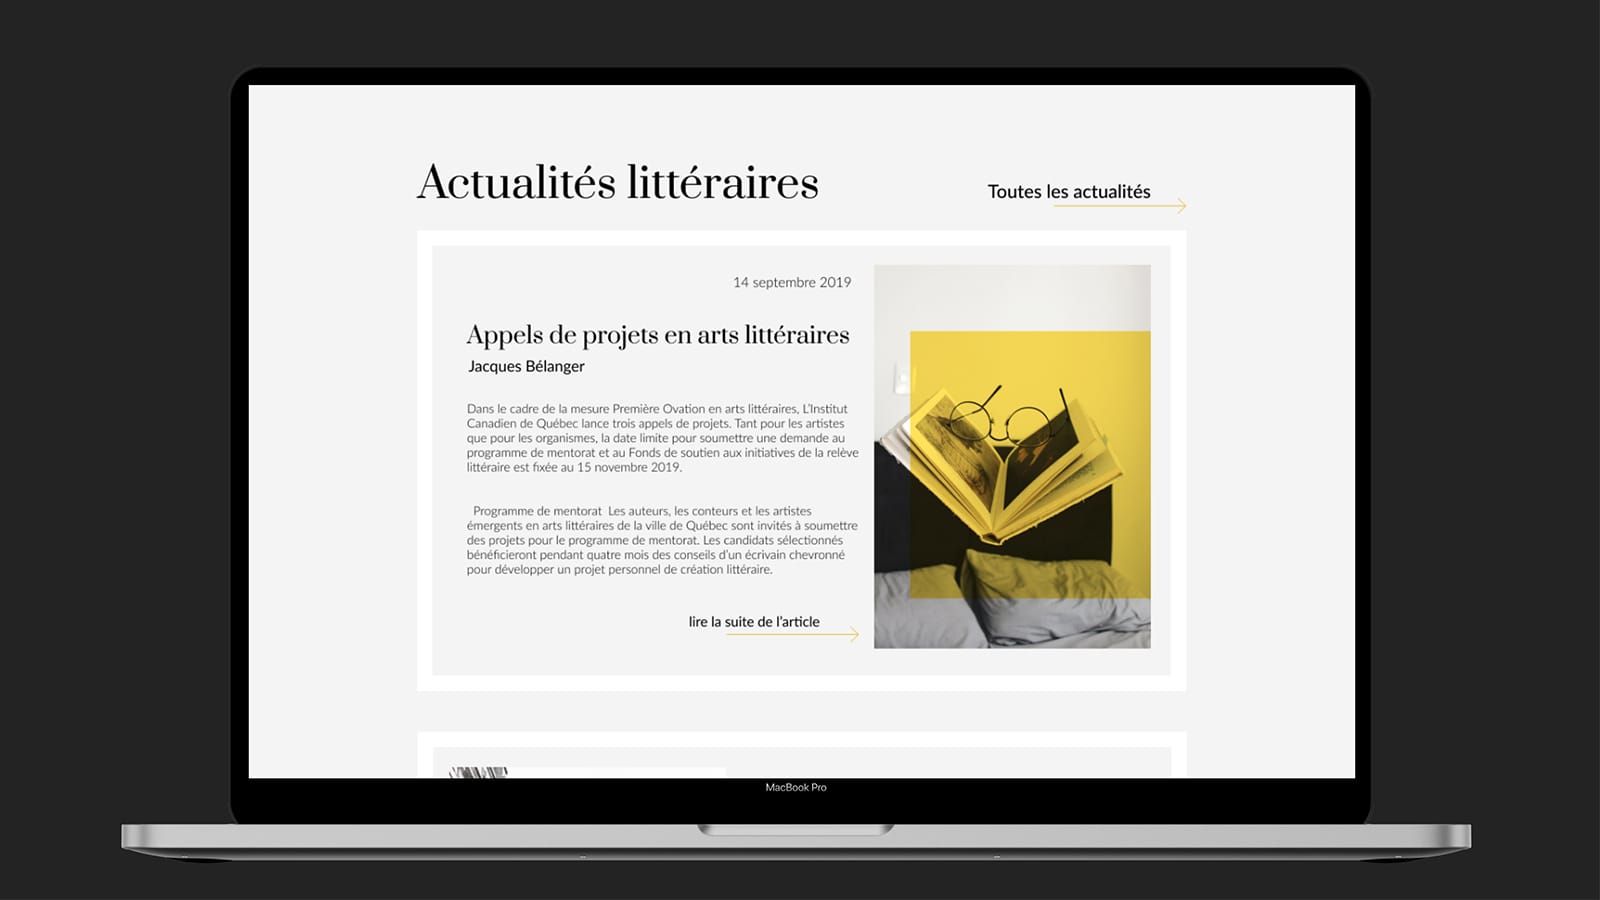 Actualités littéraires
Toutes les actualités
14 septembre 2019
Appels de projets en arts littéraires
Jacques Bélanger
Dans le cadre de la mesure Première Ovation en arts littéraires, L'Institut
Canadien de Québec lance trois appels de projets. Tant pour les artistes
que pour les organismes, la date limite pour soumettre une demande au
programme de mentorat et au Fonds de soutien aux initiatives de la relève
littéraire est fixée au 15 novembre 2019.
Programme de mentorat Les auteurs, les conteurs et les artistes
émergents en arts littéraires de la ville de Québec sont invités à soumettre
des projets pour le programme de mentorat. Les candidats sélectionnés
bénéficieront pendant quatre mois des conseils d'un écrivain chevronné
pour développer un projet personnel de création littéraire.
lire la suite de l'article
MacBook Pro